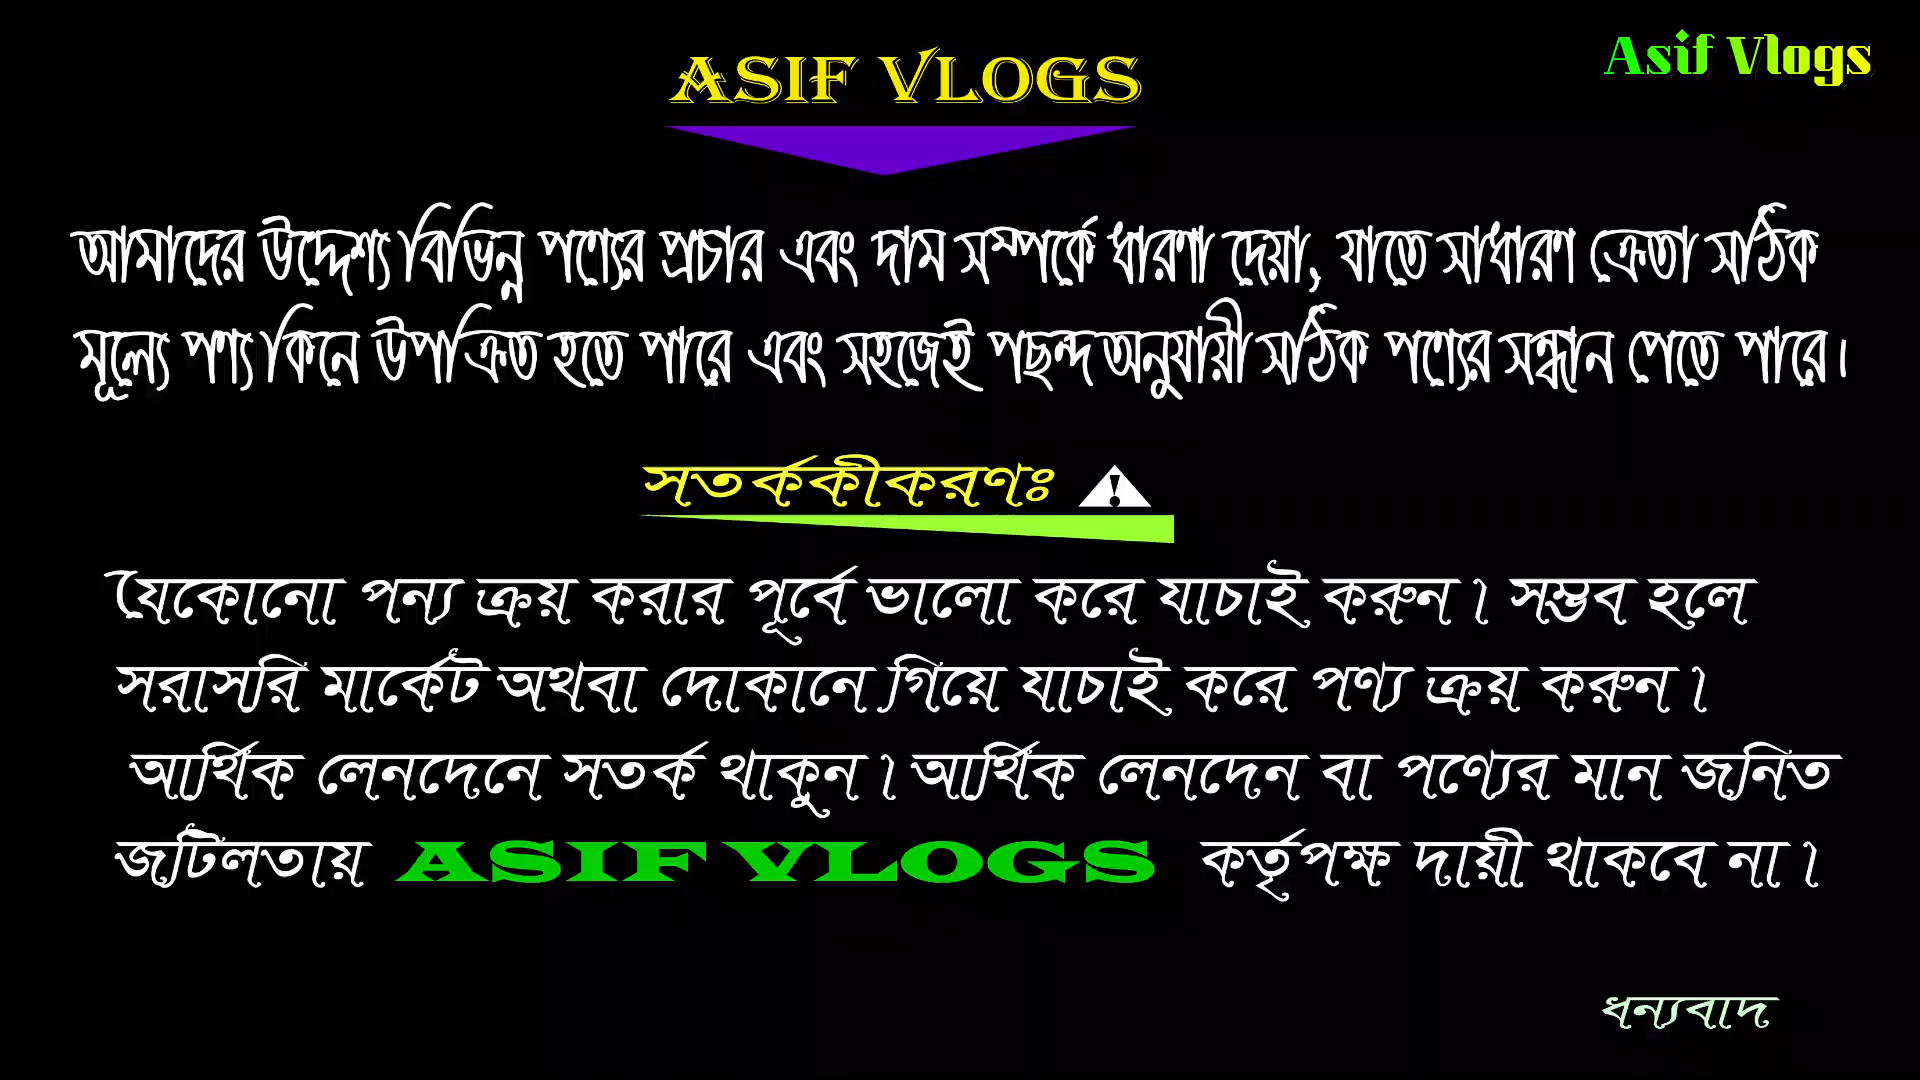 ASIF VLOGS
Asif Vlogs
আমাদের উদ্দেশ্য বিভিন্ন পণ্যের প্রচার এবং দাম সম্পর্কে ধারণা দেয়া, যাতে সাধারণ ক্রেতা সঠিক
মূল্যে পণ্য কিনে উপক্রিত হতে পারে এবং সহজেই পছন্দ অনুযায়ী সঠিক পণ্যের সন্ধান পেতে পারে।
সতর্ককীকরণঃ ⚠
যেকোনো পন্য ক্রয় করার পূর্বে ভালো করে যাচাই করুন। সম্ভব হলে
সরাসরি মার্কেট অথবা দোকানে গিয়ে যাচাই করে পণ্য ক্রয় করুন।
আর্থিক লেনদেনে সতর্ক থাকুন। আর্থিক লেনদেন বা পণ্যের মান জনিত
জটিলতায় ASIF VLOGS কর্তৃপক্ষ দায়ী থাকবে না।
ধন্যবাদ